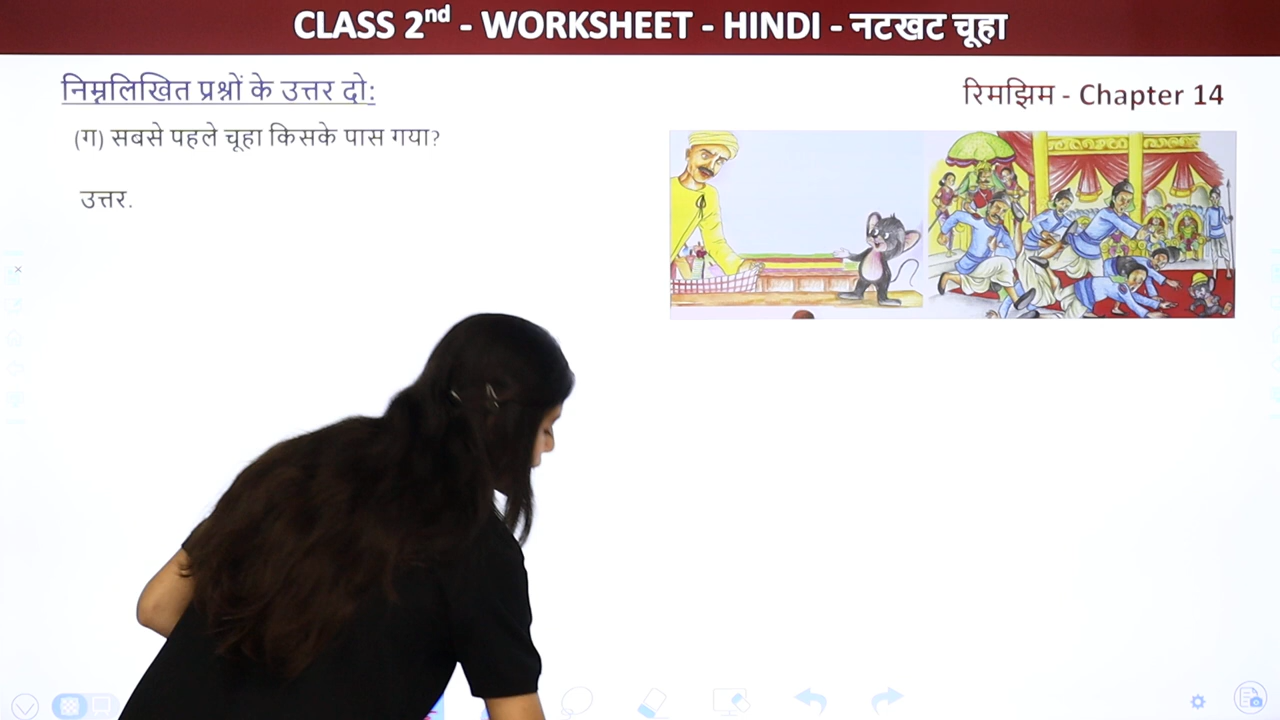 CLASS 2nd - WORKSHEET - HINDI - नटखट चूहा
निम्नलिखित प्रश्नों के उत्तर दो:
रिमझिम - Chapter 14
(ग) सबसे पहले चूहा किसके पास गया?
उत्तर.